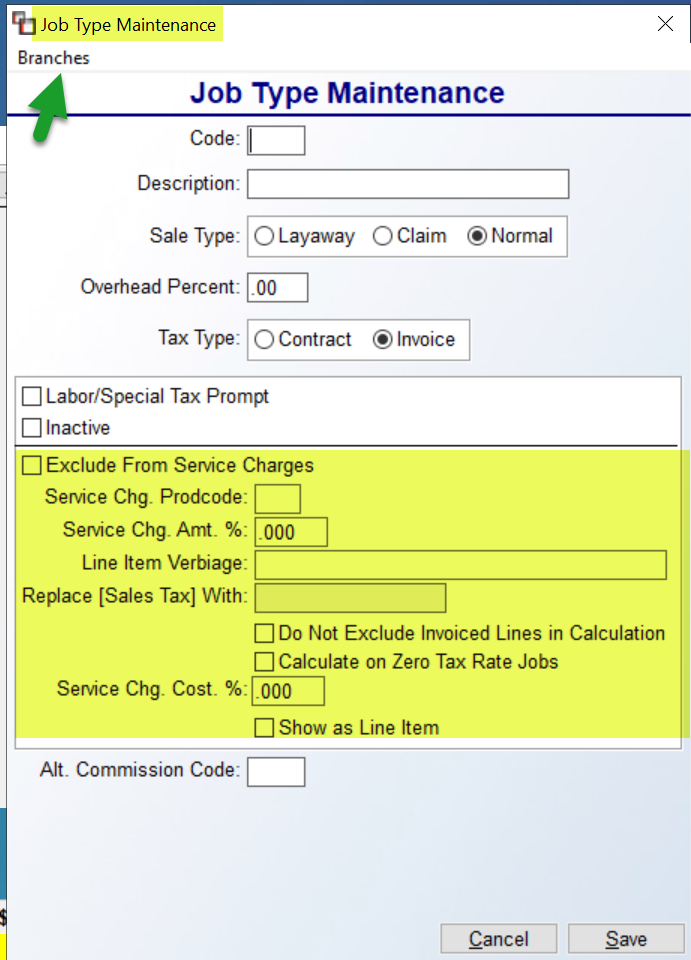 Job Type Maintenance
Branches
Job Type Maintenance
Code:
Description:
Sale Type: Layaway Claim Normal
Overhead Percent: .00
Tax Type: Contract Invoice
Labor/Special Tax Prompt
Inactive
Exclude From Service Charges
Service Chg. Prodcode:
Service Chg. Amt. %: .000
Line Item Verbiage:
Replace [Sales Tax] With:
Do Not Exclude Invoiced Lines in Calculation
Calculate on Zero Tax Rate Jobs
Service Chg. Cost. %: .000
Show as Line Item
Alt. Commission Code:
$
Cancel Save